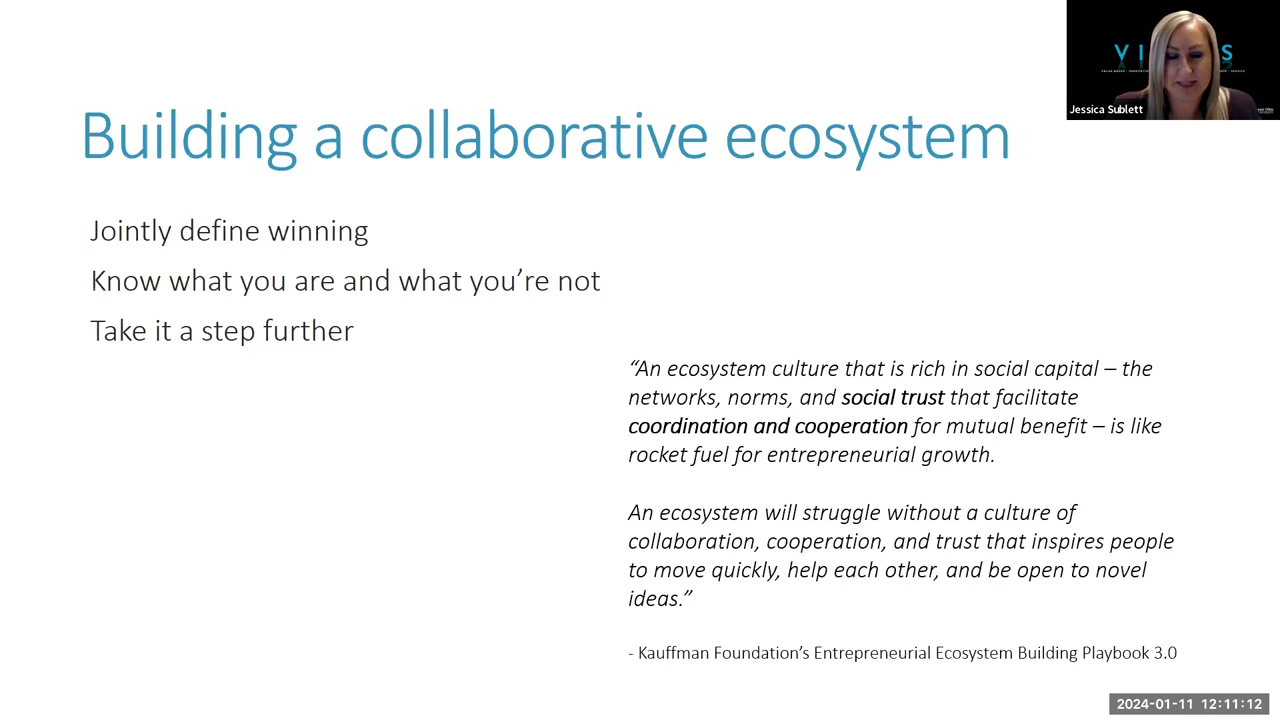 Building a collaborative ecosystem
Jointly define winning
Know what you are and what you’re not
Take it a step further
“An ecosystem culture that is rich in social capital – the
networks, norms, and social trust that facilitate
coordination and cooperation for mutual benefit – is like
rocket fuel for entrepreneurial growth.
An ecosystem will struggle without a culture of
collaboration, cooperation, and trust that inspires people
to move quickly, help each other, and be open to novel
ideas.”
- Kauffman Foundation’s Entrepreneurial Ecosystem Building Playbook 3.0
Jessica Sublett
2024-01-11 12:11:12